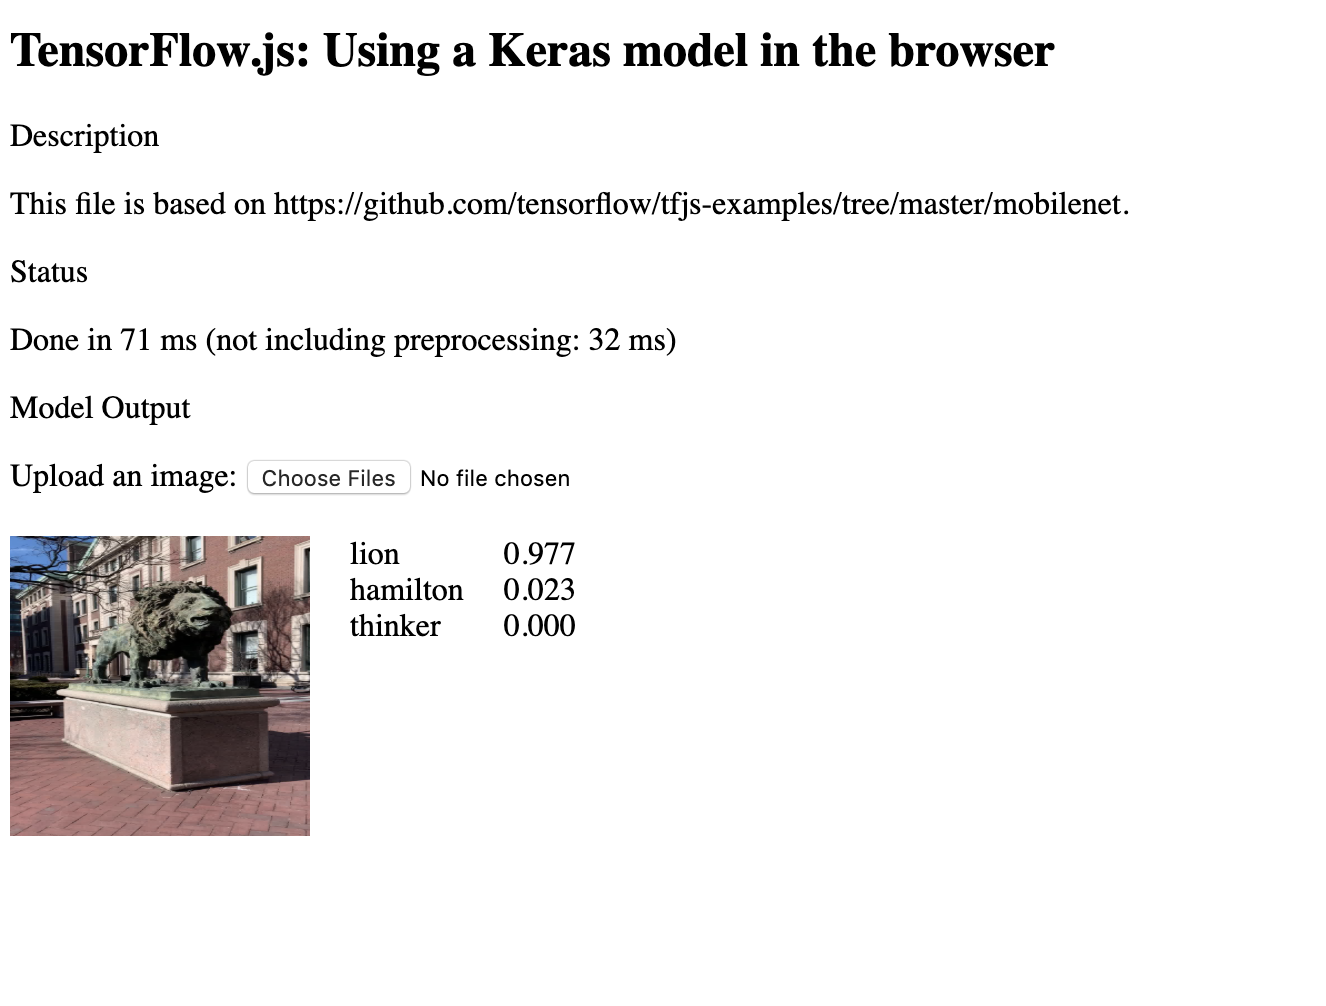 TensorFlow.js: Using a Keras model in the browser
Description
This file is based on https://github.com/tensorflow/tfjs-examples/tree/master/mobilenet.
Status
Done in 71 ms (not including preprocessing: 32 ms)
Model Output
Upload an image: Choose Files No file chosen
lion 0.977
hamilton 0.023
thinker 0.000